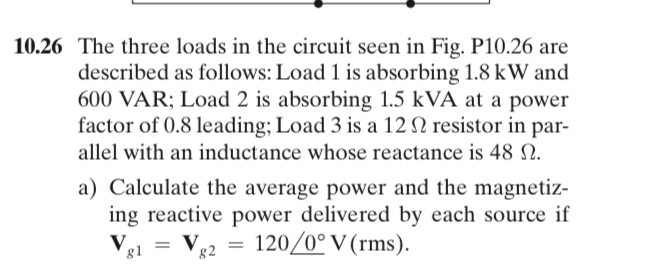 10.26 The three loads in the circuit seen in Fig. P10.26 are
described as follows: Load 1 is absorbing 1.8 kW and
600 VAR; Load 2 is absorbing 1.5 kVA at a power
factor of 0.8 leading; Load 3 is a 12 Ω resistor in par-
allel with an inductance whose reactance is 48 Ω.
a) Calculate the average power and the magnetiz-
ing reactive power delivered by each source if
Vg1 = Vg2 = 120/0° V(rms).